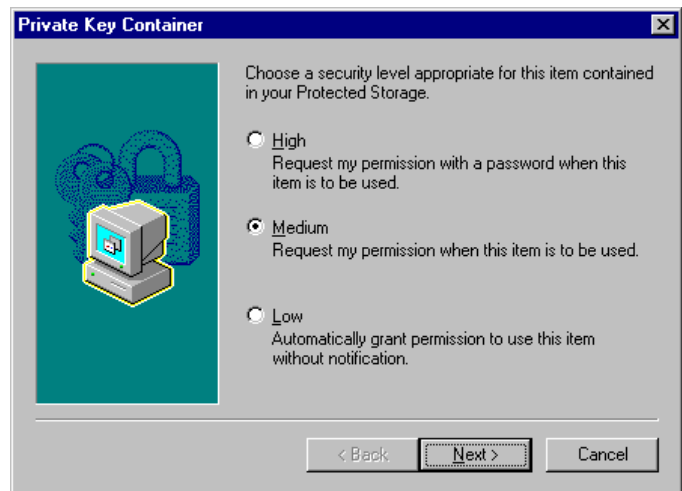 Private Key Container
Choose a security level appropriate for this item contained
in your Protected Storage.
High
Request my permission with a password when this
item is to be used.
Medium
Request my permission when this item is to be used.
Low
Automatically grant permission to use this item
without notification.
< Back
Next >
Cancel